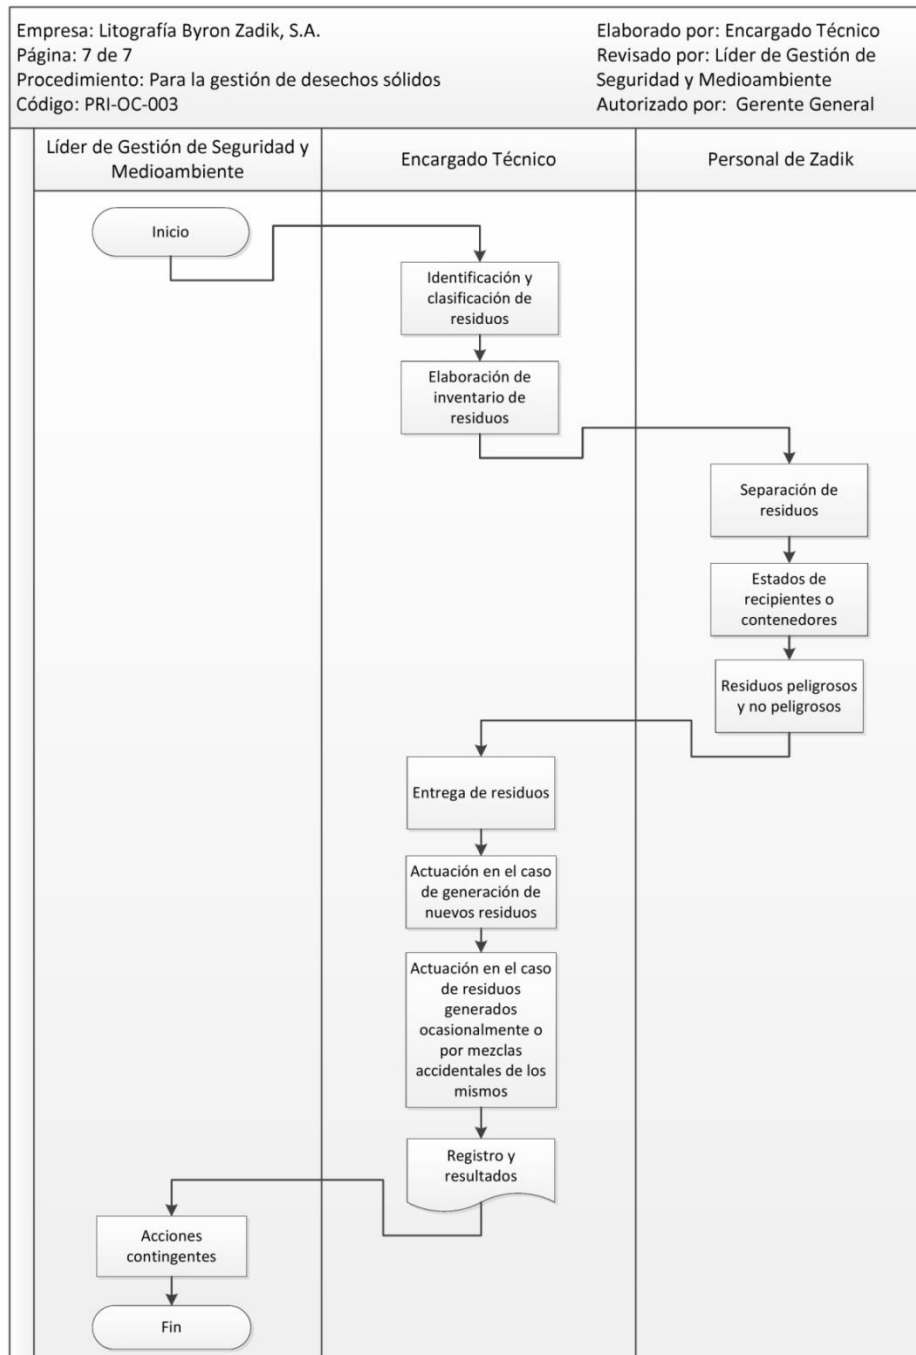 Empresa: Litografía Byron Zadik, S.A.
Página: 7 de 7
Procedimiento: Para la gestión de desechos sólidos
Código: PRI-OC-003
Elaborado por: Encargado Técnico
Revisado por: Líder de Gestión de
Seguridad y Medioambiente
Autorizado por: Gerente General
Líder de Gestión de Seguridad y
Medioambiente
Encargado Técnico
Personal de Zadik
Inicio
Identificación y
clasificación de
residuos
Elaboración de
inventario de
residuos
Separación de
residuos
Estados de
recipientes o
contenedores
Residuos peligrosos
y no peligrosos
Entrega de residuos
Actuación en el caso
de generación de
nuevos residuos
Actuación en el caso
de residuos
generados
ocasionalmente o
por mezclas
accidentales de los
mismos
Registro y
resultados
Acciones
contingentes
Fin